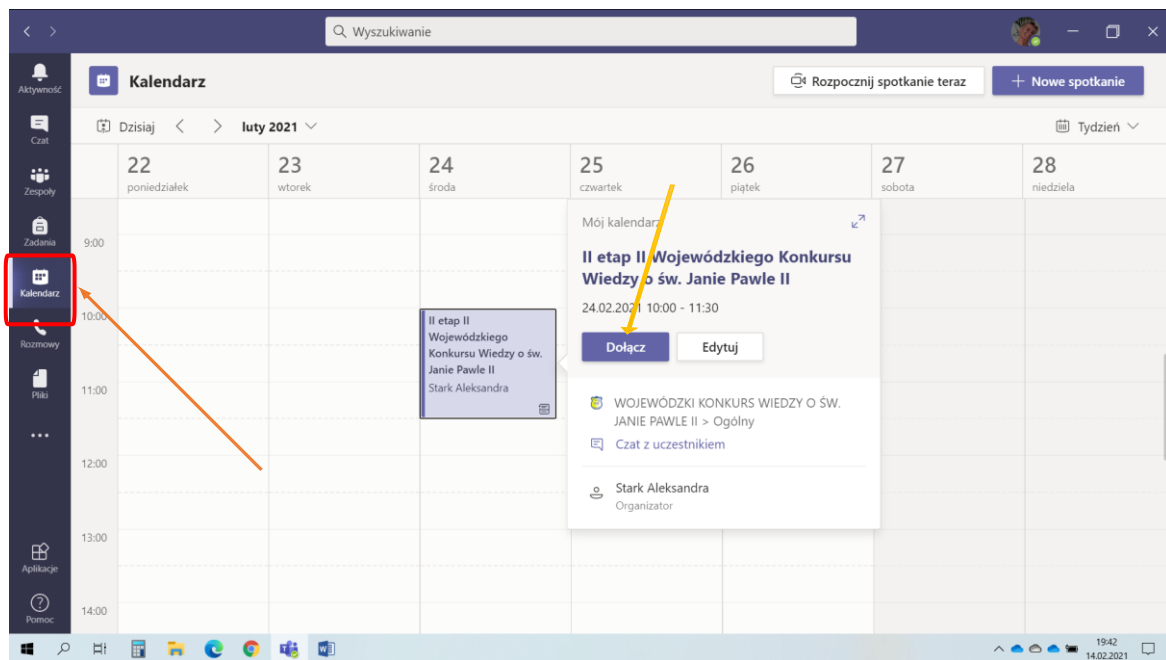 Wyszukiwanie
Aktywność
Czat
Zespoły
Zadania
Kalendarz
Rozmowy
Pliki
Aplikacje
Pomoc
Kalendarz
Rozpocznij spotkanie teraz
+ Nowe spotkanie
Dzisiaj
luty 2021
Tydzień
22
poniedziałek
23
wtorek
24
środa
25
czwartek
26
piątek
27
sobota
28
niedziela
9:00
10:00
11:00
12:00
13:00
14:00
II etap II
Wojewódzkiego
Konkursu Wiedzy o św.
Janie Pawle II
Stark Aleksandra
Mój kalendarz
II etap II Wojewódzkiego Konkursu
Wiedzy o św. Janie Pawle II
24.02.2021 10:00 - 11:30
Dołącz
Edytuj
WOJEWÓDZKI KONKURS WIEDZY O ŚW.
JANIE PAWLE II > Ogólny
Czat z uczestnikiem
Stark Aleksandra
Organizator
19:42
14.02.2021